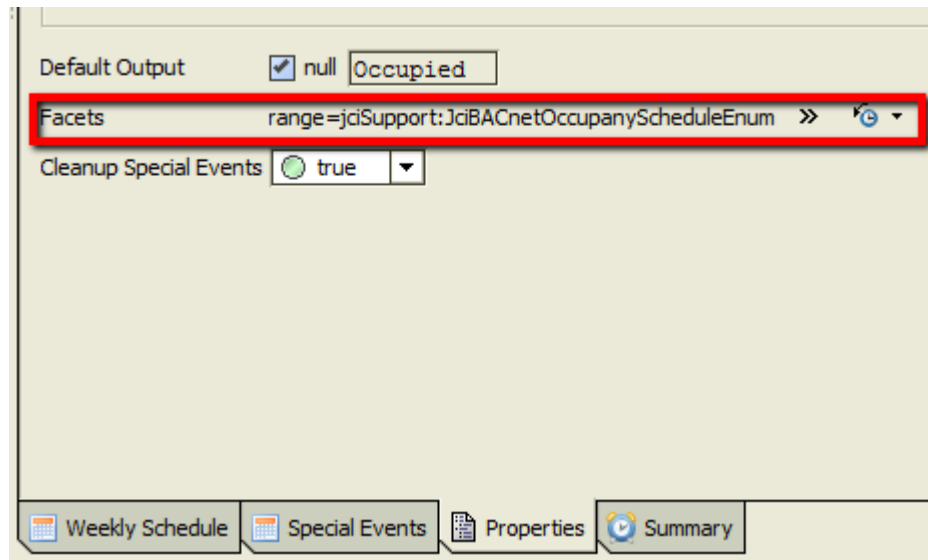 Default Output null Occupied
Facets range=jciSupport:JciBACnetOccupanyScheduleEnum »
Cleanup Special Events true
Weekly Schedule Special Events Properties Summary